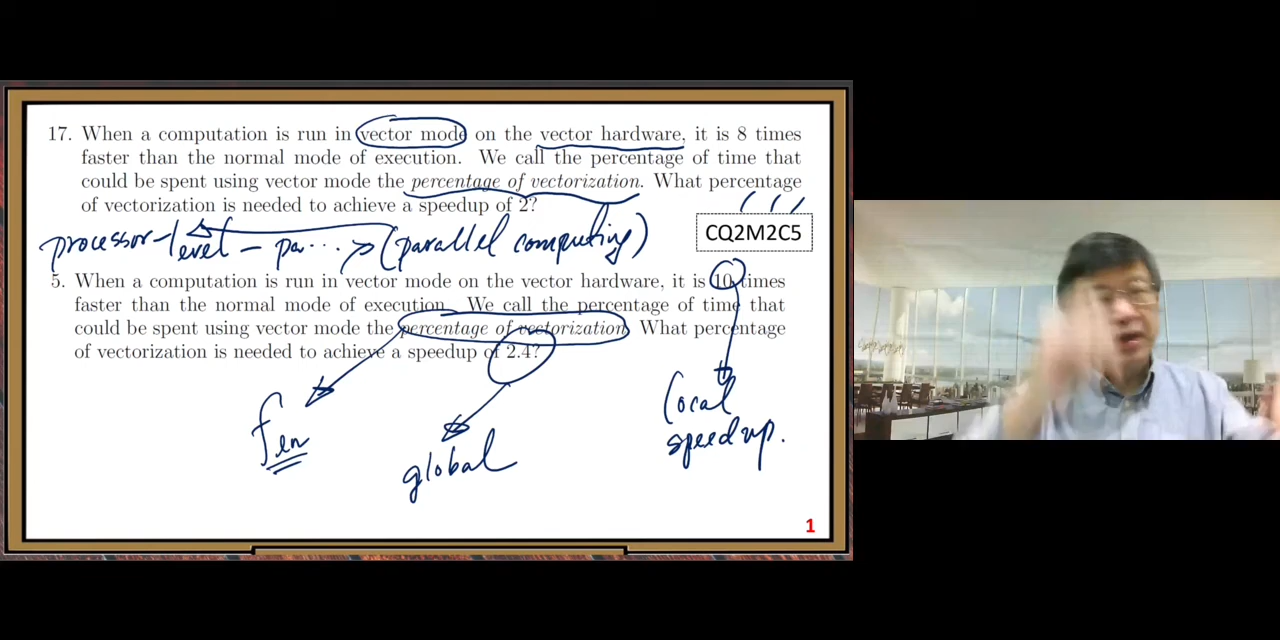 17. When a computation is run in vector mode on the vector hardware, it is 8 times
faster than the normal mode of execution. We call the percentage of time that
could be spent using vector mode the percentage of vectorization. What percentage
of vectorization is needed to achieve a speedup of 2?
processor-level-pa... (parallel computing)
CQ2M2C5
5. When a computation is run in vector mode on the vector hardware, it is 10 times
faster than the normal mode of execution. We call the percentage of time that
could be spent using vector mode the percentage of vectorization. What percentage
of vectorization is needed to achieve a speedup of 2.4?
fen
global
local
speedup.
1